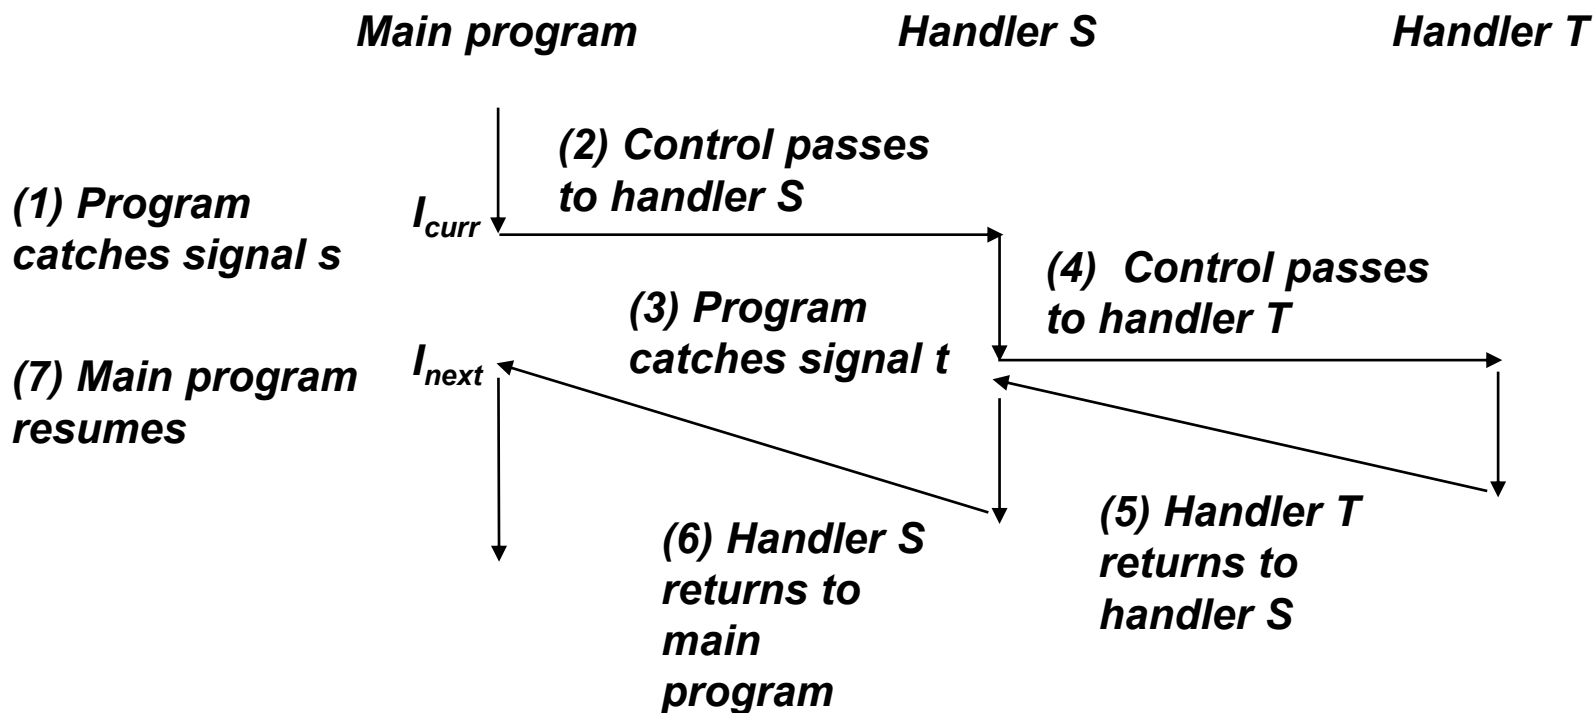 Main program
Handler S
Handler T
(2) Control passes
to handler S
(1) Program
catches signal s
I_curr
(4)  Control passes
to handler T
(3) Program
catches signal t
(7) Main program
resumes
I_next
(5) Handler T
returns to
handler S
(6) Handler S
returns to
main
program